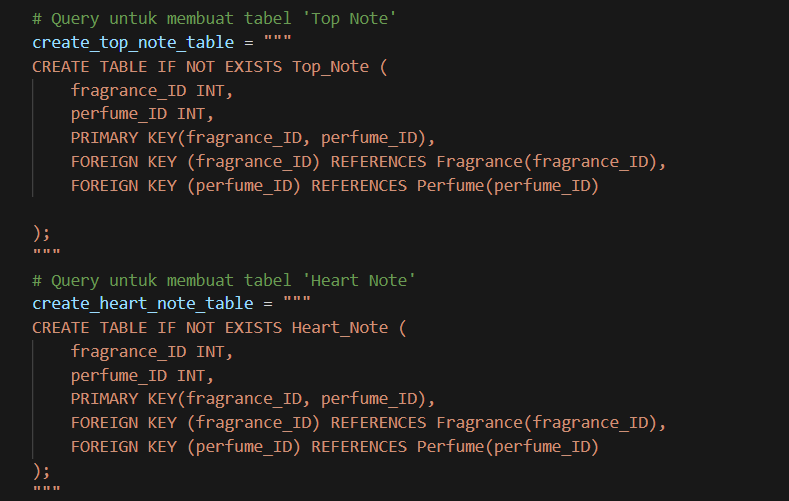 # Query untuk membuat tabel 'Top Note'
create_top_note_table = """
CREATE TABLE IF NOT EXISTS Top_Note (
    fragrance_ID INT,
    perfume_ID INT,
    PRIMARY KEY(fragrance_ID, perfume_ID),
    FOREIGN KEY (fragrance_ID) REFERENCES Fragrance(fragrance_ID),
    FOREIGN KEY (perfume_ID) REFERENCES Perfume(perfume_ID)
);
"""
# Query untuk membuat tabel 'Heart Note'
create_heart_note_table = """
CREATE TABLE IF NOT EXISTS Heart_Note (
    fragrance_ID INT,
    perfume_ID INT,
    PRIMARY KEY(fragrance_ID, perfume_ID),
    FOREIGN KEY (fragrance_ID) REFERENCES Fragrance(fragrance_ID),
    FOREIGN KEY (perfume_ID) REFERENCES Perfume(perfume_ID)
);
"""